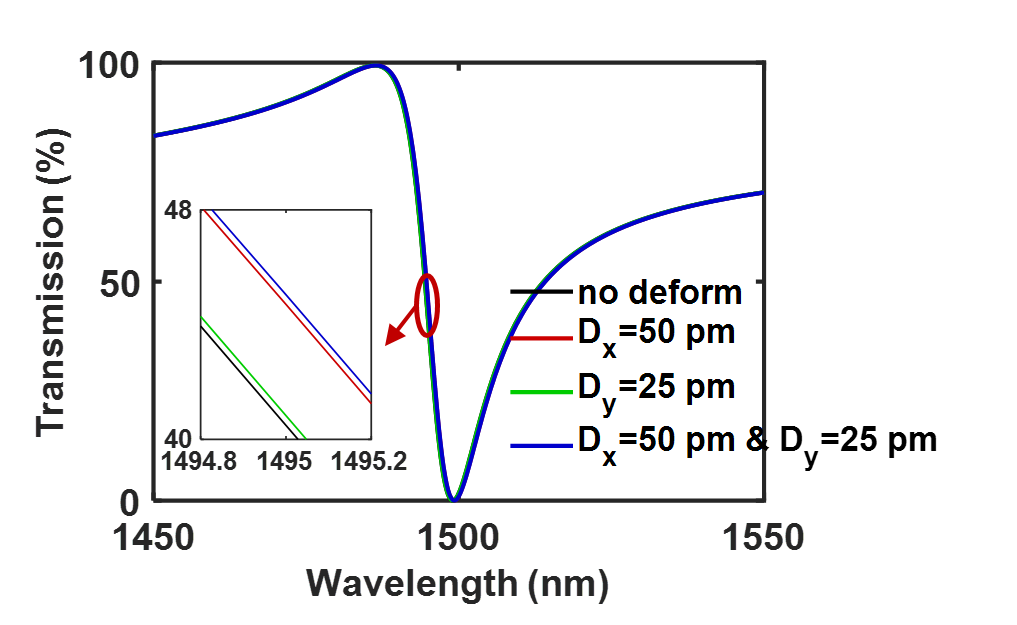 100
50
0
Transmission (%)
48
40
1494.8 1495 1495.2
no deform
Dx=50 pm
Dy=25 pm
Dx=50 pm & Dy=25 pm
1450 1500 1550
Wavelength (nm)